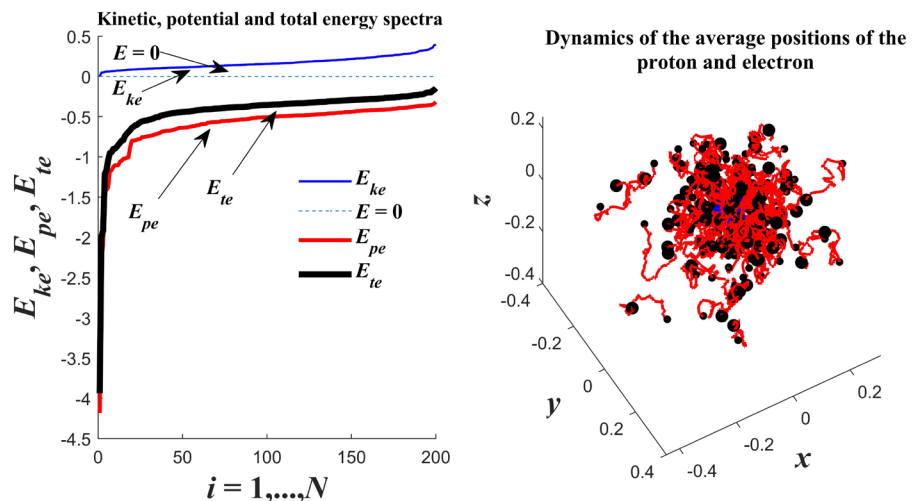 Kinetic, potential and total energy spectra
0.5
0
-0.5
-1
-1.5
-2
-2.5
-3
-3.5
-4
-4.5
E_ke, E_pe, E_te
E = 0
E_ke
E_pe
E_te
E_ke
E = 0
E_pe
E_te
0 50 100 150 200
i = 1,...,N
Dynamics of the average positions of the
proton and electron
0.2
0
-0.2
-0.4
z
-0.4
-0.2
0
0.2
0.4
y
-0.4
-0.2
0
0.2
x